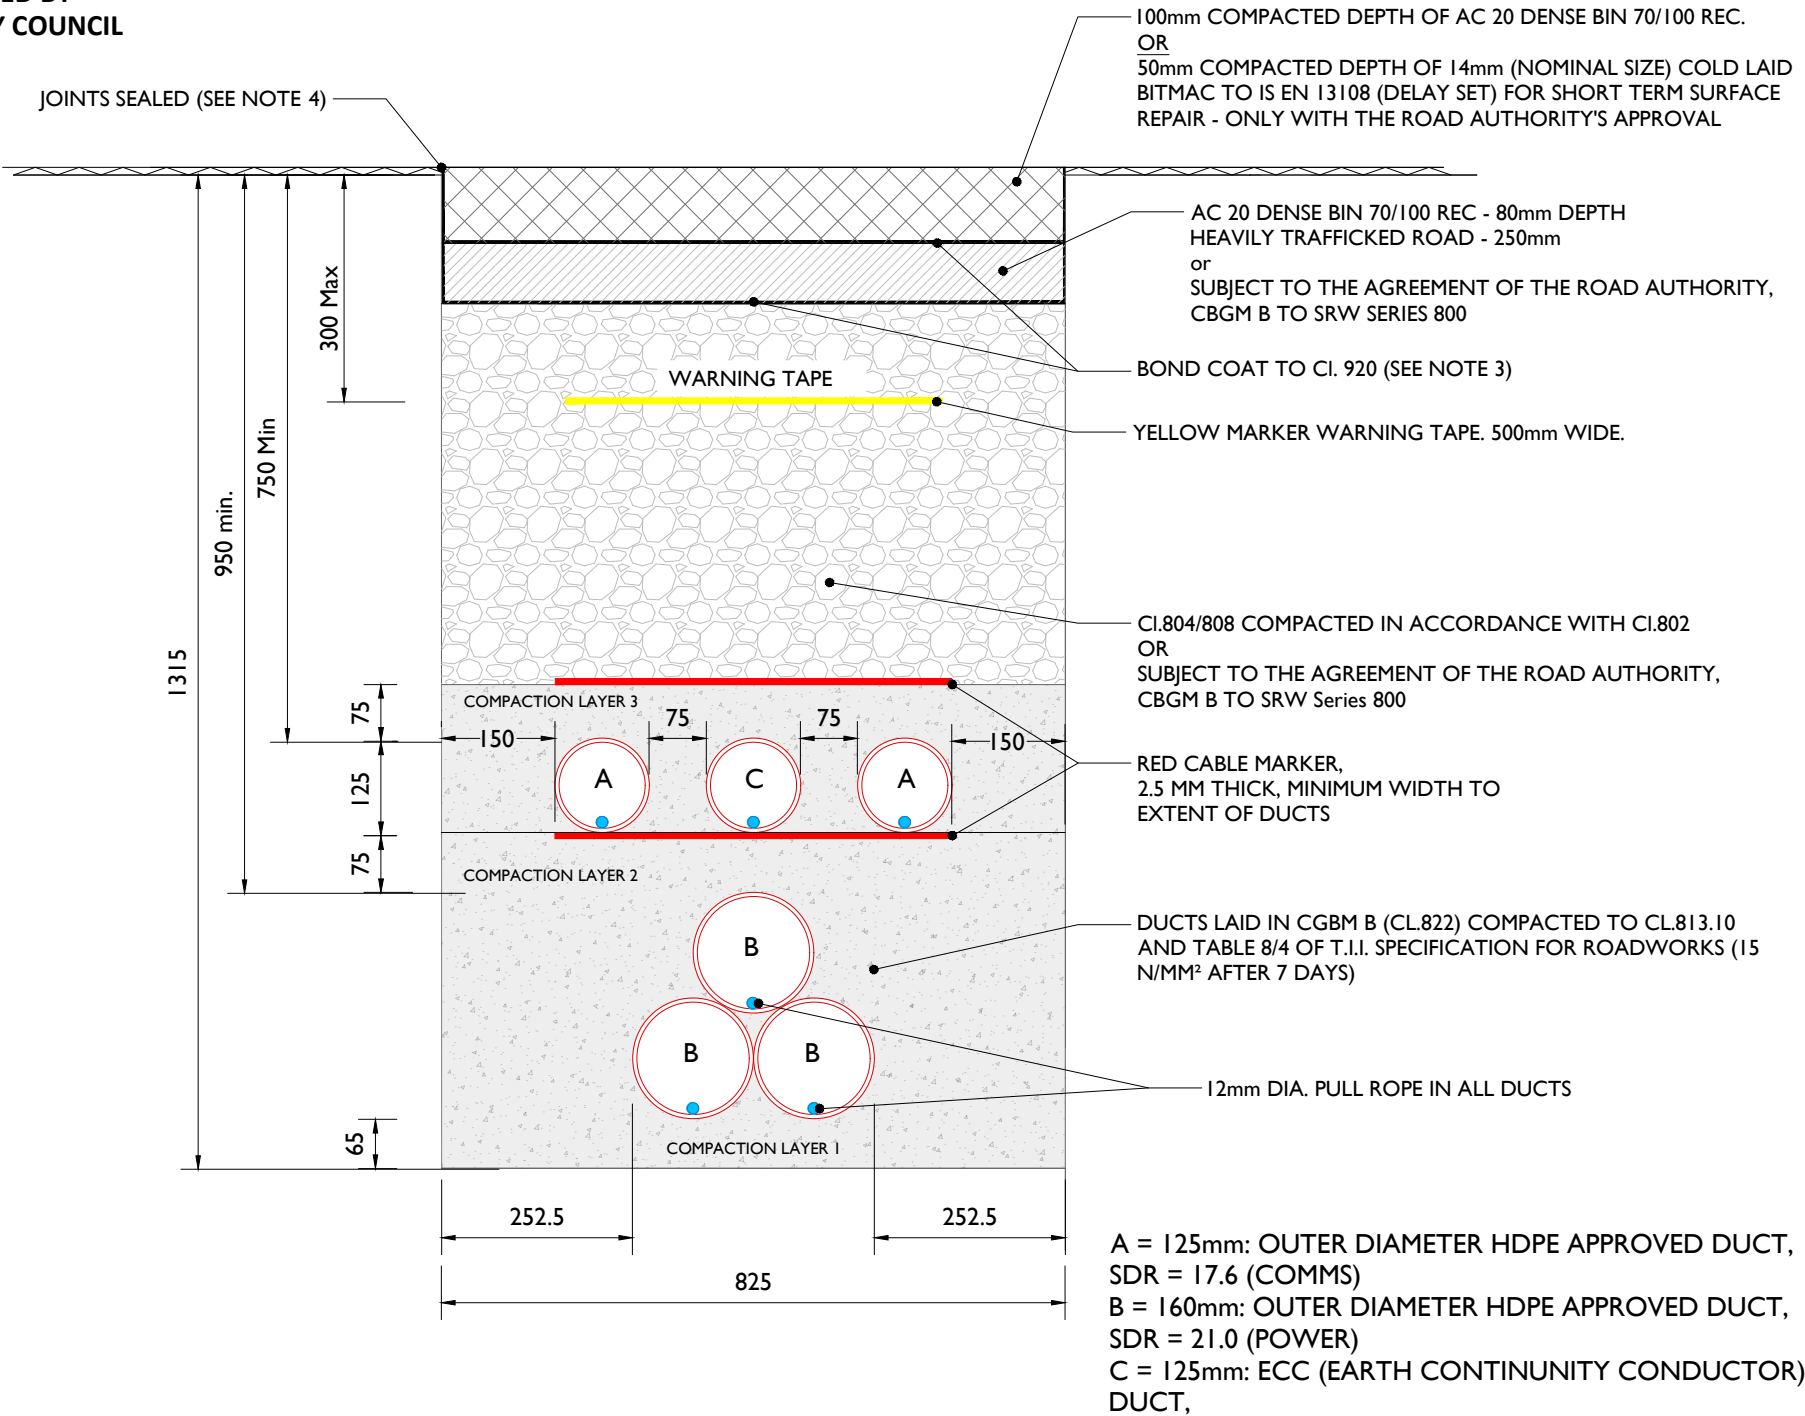 Y COUNCIL
JOINTS SEALED (SEE NOTE 4)
100mm COMPACTED DEPTH OF AC 20 DENSE BIN 70/100 REC.
OR
50mm COMPACTED DEPTH OF 14mm (NOMINAL SIZE) COLD LAID
BITMAC TO IS EN 13108 (DELAY SET) FOR SHORT TERM SURFACE
REPAIR - ONLY WITH THE ROAD AUTHORITY'S APPROVAL
AC 20 DENSE BIN 70/100 REC - 80mm DEPTH
HEAVILY TRAFFICKED ROAD - 250mm
or
SUBJECT TO THE AGREEMENT OF THE ROAD AUTHORITY,
CBGM B TO SRW SERIES 800
BOND COAT TO Cl. 920 (SEE NOTE 3)
WARNING TAPE
YELLOW MARKER WARNING TAPE. 500mm WIDE.
300 Max
750 Min
950 min.
1315
Cl.804/808 COMPACTED IN ACCORDANCE WITH Cl.802
OR
SUBJECT TO THE AGREEMENT OF THE ROAD AUTHORITY,
CBGM B TO SRW Series 800
COMPACTION LAYER 3
75
75
75
150
150
RED CABLE MARKER,
2.5 MM THICK, MINIMUM WIDTH TO
EXTENT OF DUCTS
125
A
C
A
75
COMPACTION LAYER 2
DUCTS LAID IN CGBM B (CL.822) COMPACTED TO CL.813.10
AND TABLE 8/4 OF T.I.I. SPECIFICATION FOR ROADWORKS (15
N/MM² AFTER 7 DAYS)
B
B
B
12mm DIA. PULL ROPE IN ALL DUCTS
65
COMPACTION LAYER 1
252.5
252.5
825
A = 125mm: OUTER DIAMETER HDPE APPROVED DUCT,
SDR = 17.6 (COMMS)
B = 160mm: OUTER DIAMETER HDPE APPROVED DUCT,
SDR = 21.0 (POWER)
C = 125mm: ECC (EARTH CONTINUNITY CONDUCTOR)
DUCT,